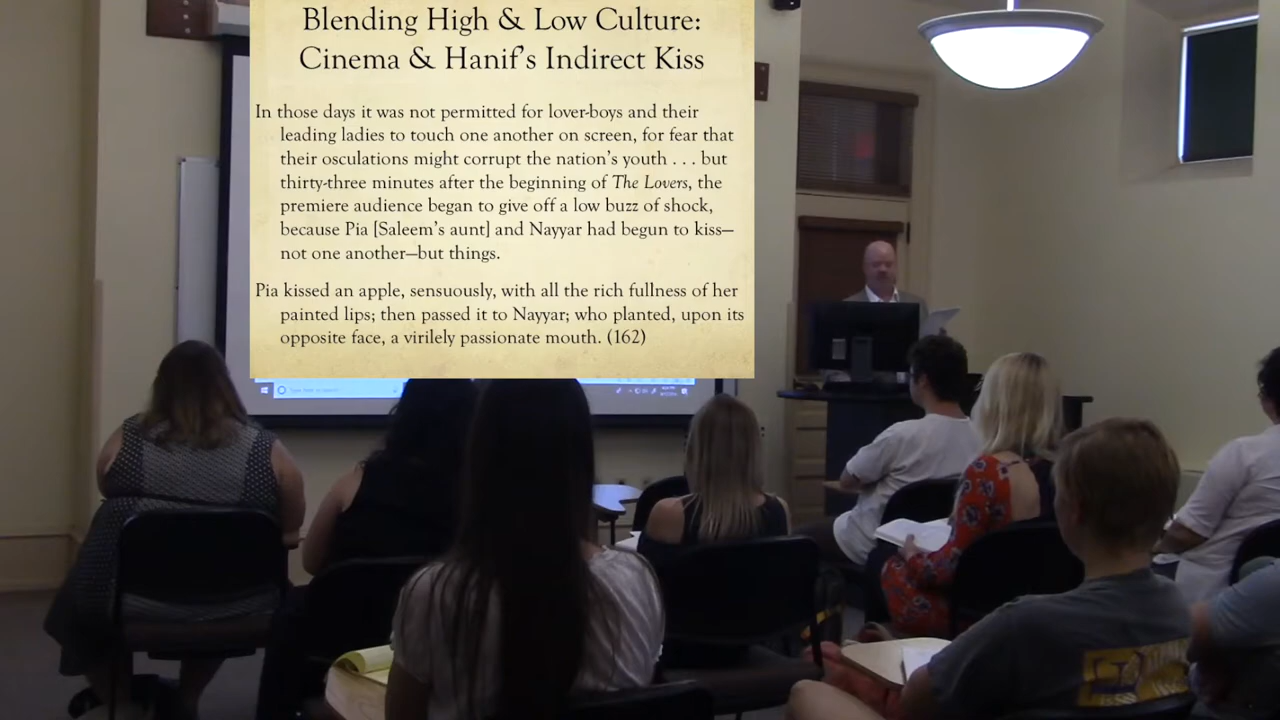 Blending High & Low Culture:
Cinema & Hanif's Indirect Kiss
In those days it was not permitted for lover-boys and their
leading ladies to touch one another on screen, for fear that
their osculations might corrupt the nation's youth . . . but
thirty-three minutes after the beginning of The Lovers, the
premiere audience began to give off a low buzz of shock,
because Pia [Saleem's aunt] and Nayyar had begun to kiss—
not one another—but things.
Pia kissed an apple, sensuously, with all the rich fullness of her
painted lips; then passed it to Nayyar; who planted, upon its
opposite face, a virilely passionate mouth. (162)